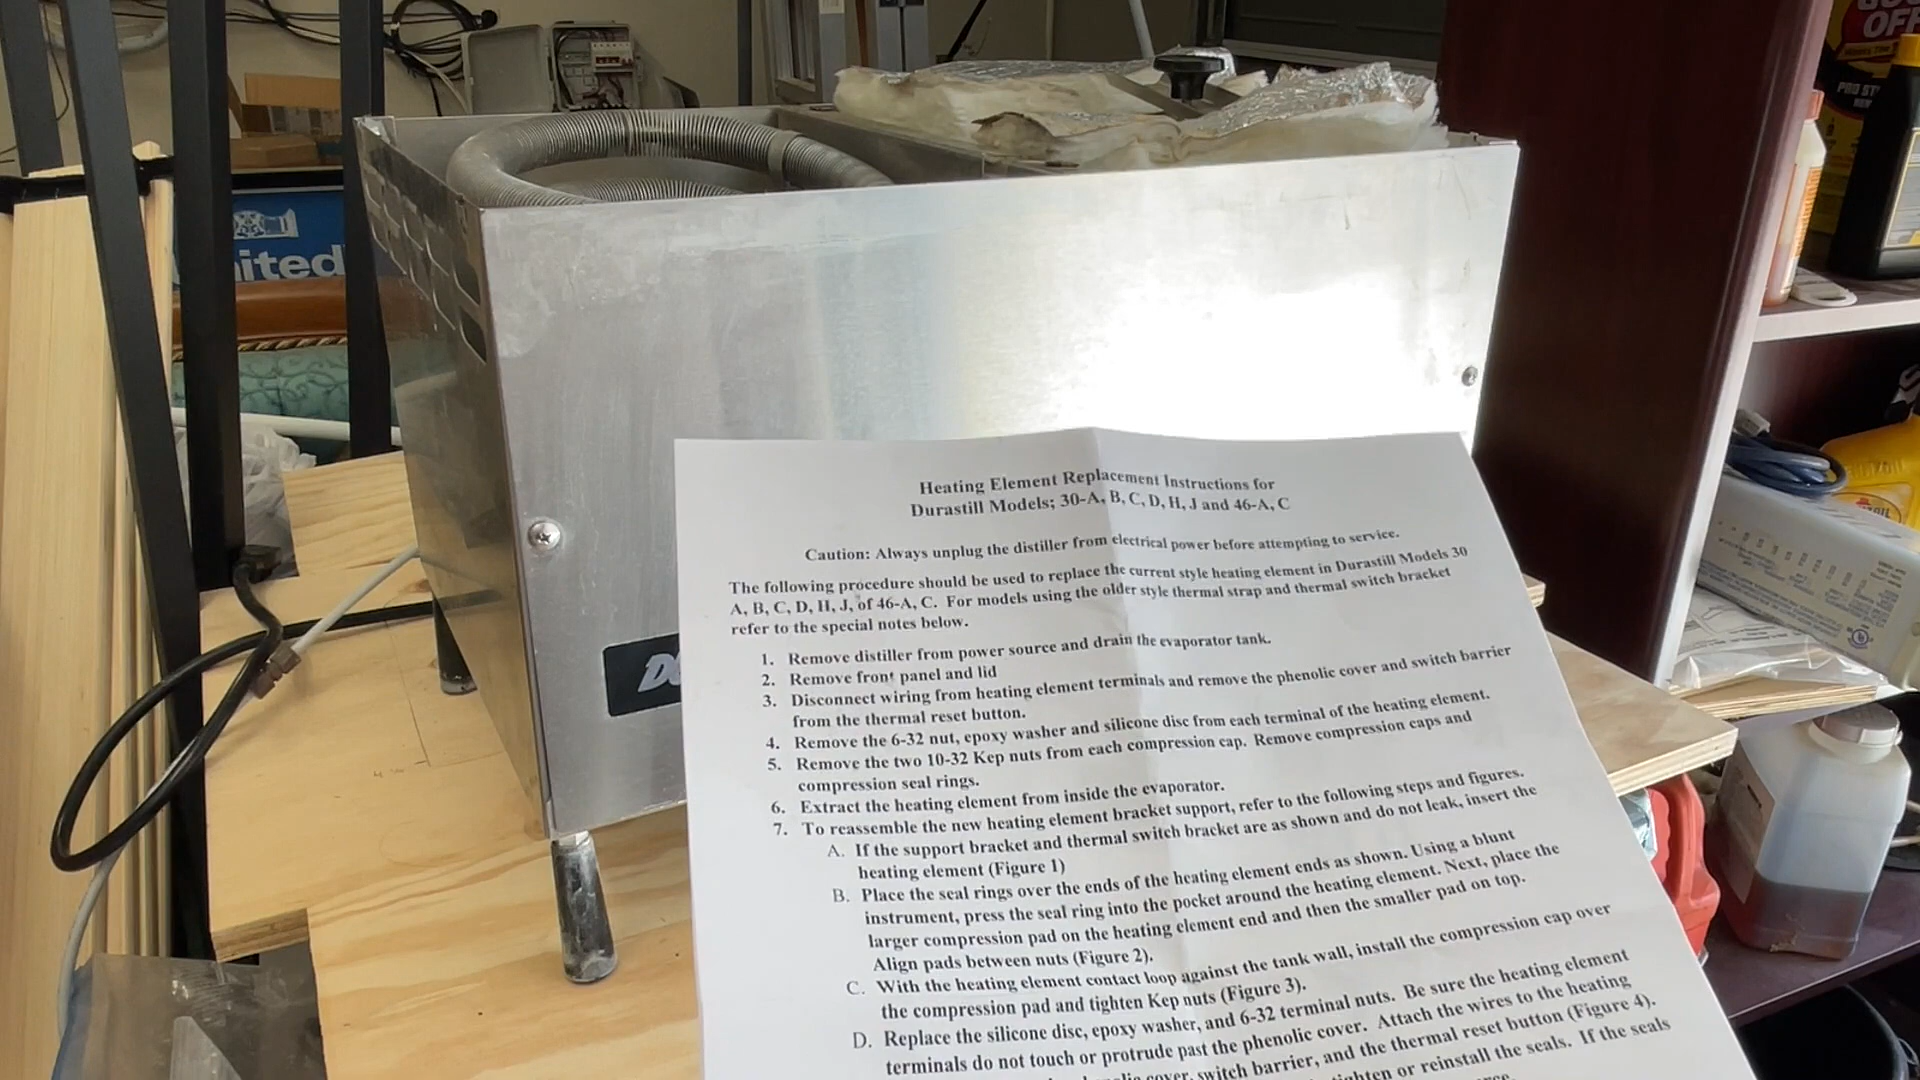 OFF
PRO ST
ited
D
Heating Element Replacement Instructions for
Durastill Models; 30-A, B, C, D, H, J and 46-A, C
Caution: Always unplug the distiller from electrical power before attempting to service.
The following procedure should be used to replace the current style heating element in Durastill Models 30
A, B, C, D, H, J, of 46-A, C. For models using the older style thermal strap and thermal switch bracket
refer to the special notes below.
1. Remove distiller from power source and drain the evaporator tank.
2. Remove front panel and lid
3. Disconnect wiring from heating element terminals and remove the phenolic cover and switch barrier
from the thermal reset button.
4. Remove the 6-32 nut, epoxy washer and silicone disc from each terminal of the heating element.
5. Remove the two 10-32 Kep nuts from each compression cap. Remove compression caps and
compression seal rings.
6. Extract the heating element from inside the evaporator.
7. To reassemble the new heating element bracket support, refer to the following steps and figures.
A. If the support bracket and thermal switch bracket are as shown and do not leak, insert the
heating element (Figure 1)
B. Place the seal rings over the ends of the heating element ends as shown. Using a blunt
instrument, press the seal ring into the pocket around the heating element. Next, place the
larger compression pad on the heating element end and then the smaller pad on top.
Align pads between nuts (Figure 2).
C. With the heating element contact loop against the tank wall, install the compression cap over
the compression pad and tighten Kep nuts (Figure 3).
D. Replace the silicone disc, epoxy washer, and 6-32 terminal nuts. Be sure the heating element
terminals do not touch or protrude past the phenolic cover. Attach the wires to the heating
cover, switch barrier, and the thermal reset button (Figure 4).
or reinstall the seals. If the seals